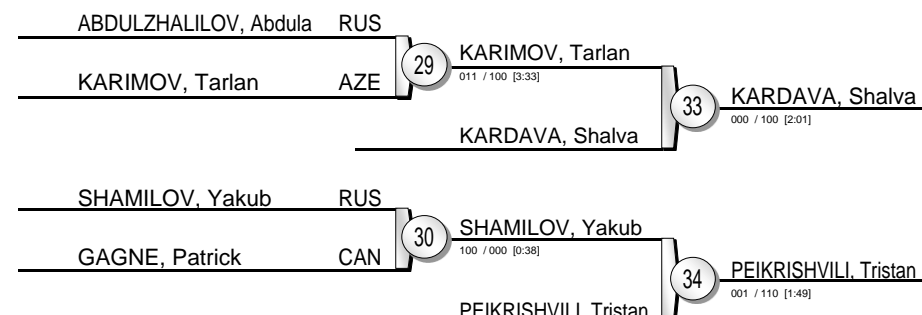 ABDULZHALILOV, Abdula RUS
29
KARIMOV, Tarlan
011 / 100 [3:33]
KARIMOV, Tarlan AZE
33
KARDAVA, Shalva
000 / 100 [2:01]
KARDAVA, Shalva
SHAMILOV, Yakub RUS
30
SHAMILOV, Yakub
100 / 000 [0:38]
GAGNE, Patrick CAN
34
PEIKRISHVILI, Tristan
001 / 110 [1:49]
PEIKRISHVILI, Tristan